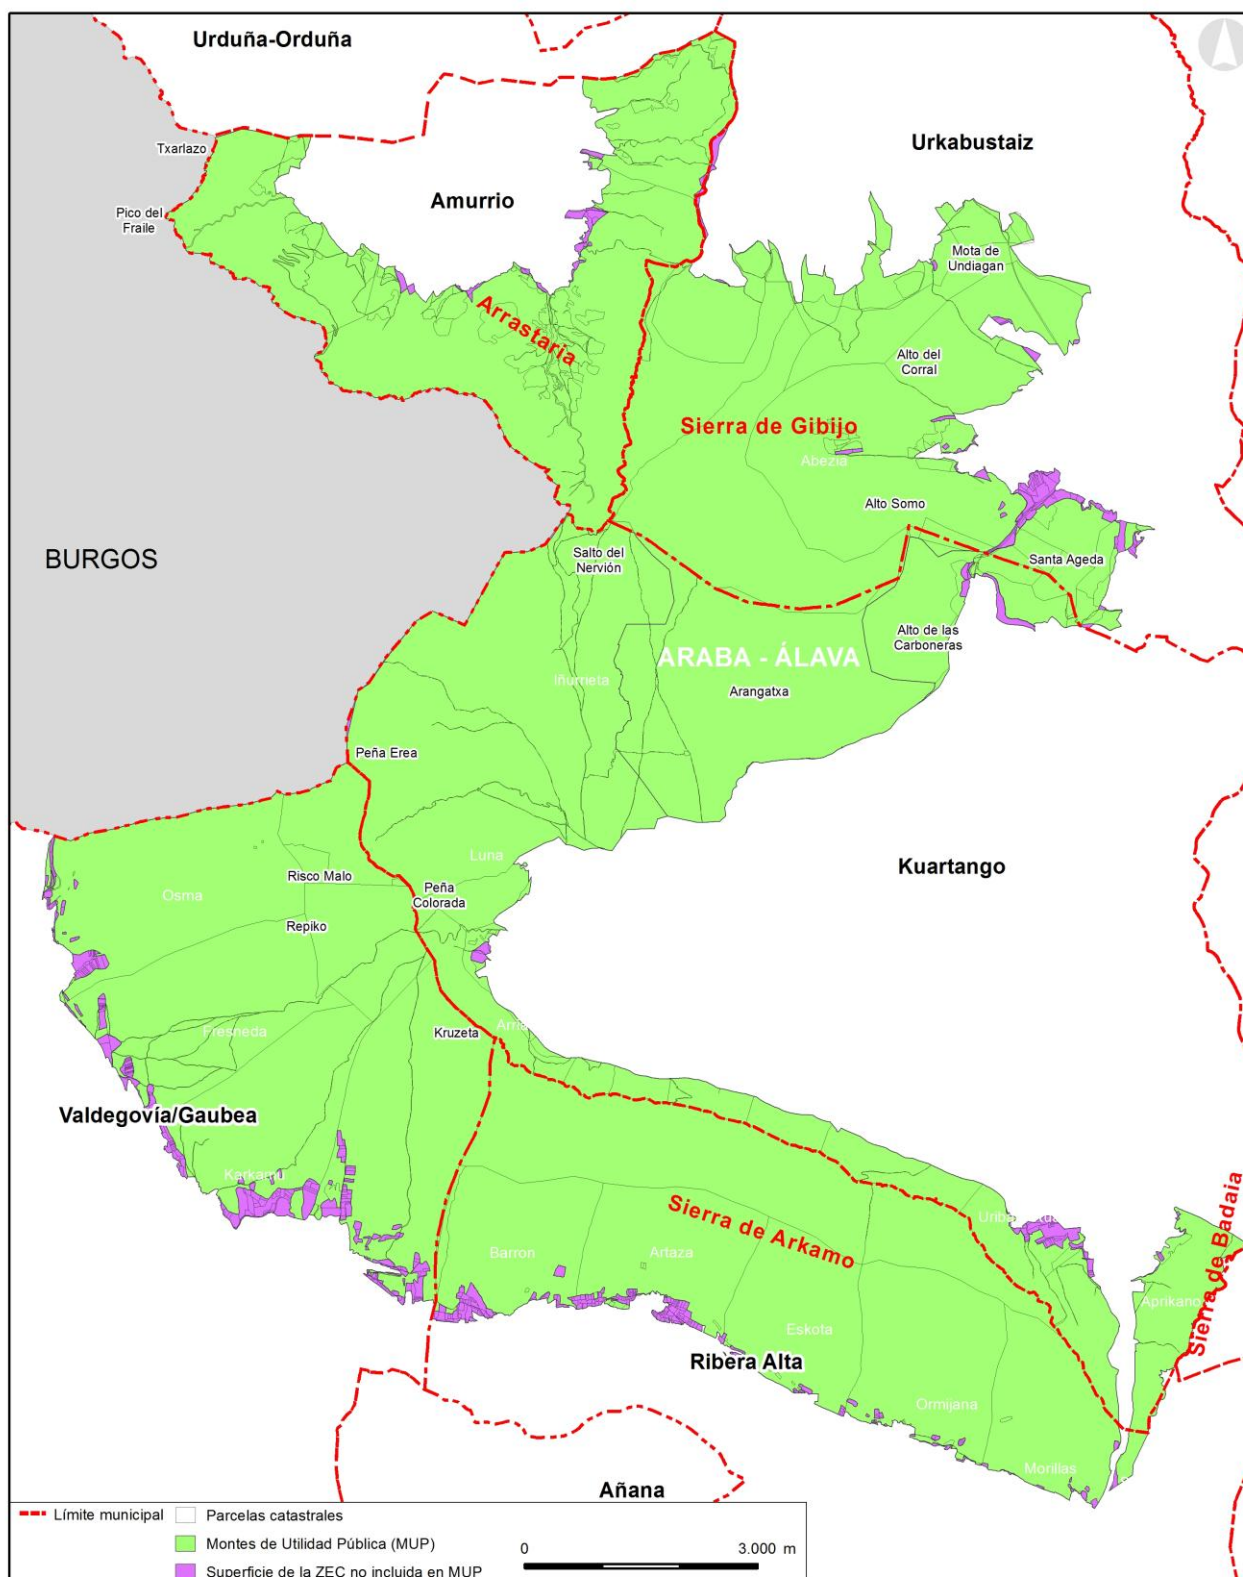 Urduña-Orduña
Txarlazo
Urkabustaiz
Amurrio
Pico del
Fraile
Mota de
Undiagan
Arrastaria
Alto del
Corral
Sierra de Gibijo
Abezia
Alto Somo
BURGOS
Salto del
Nervión
Santa Ageda
Alto de las
Carboneras
ARABA - ÁLAVA
Iñurrieta
Arangatxa
Peña Erea
Luna
Kuartango
Risco Malo
Peña
Colorada
Osma
Repiko
Fresneda
Kruzeta
Valdegovía/Gaubea
Karkamu
Sierra de Arkamo
Sierra de Badaia
Barron
Artaza
Aprikano
Eskota
Ribera Alta
Ormijana
Morillas
Añana
Límite municipal
Parcelas catastrales
Montes de Utilidad Pública (MUP)
Superficie de la ZEC no incluida en MUP
0 3.000 m